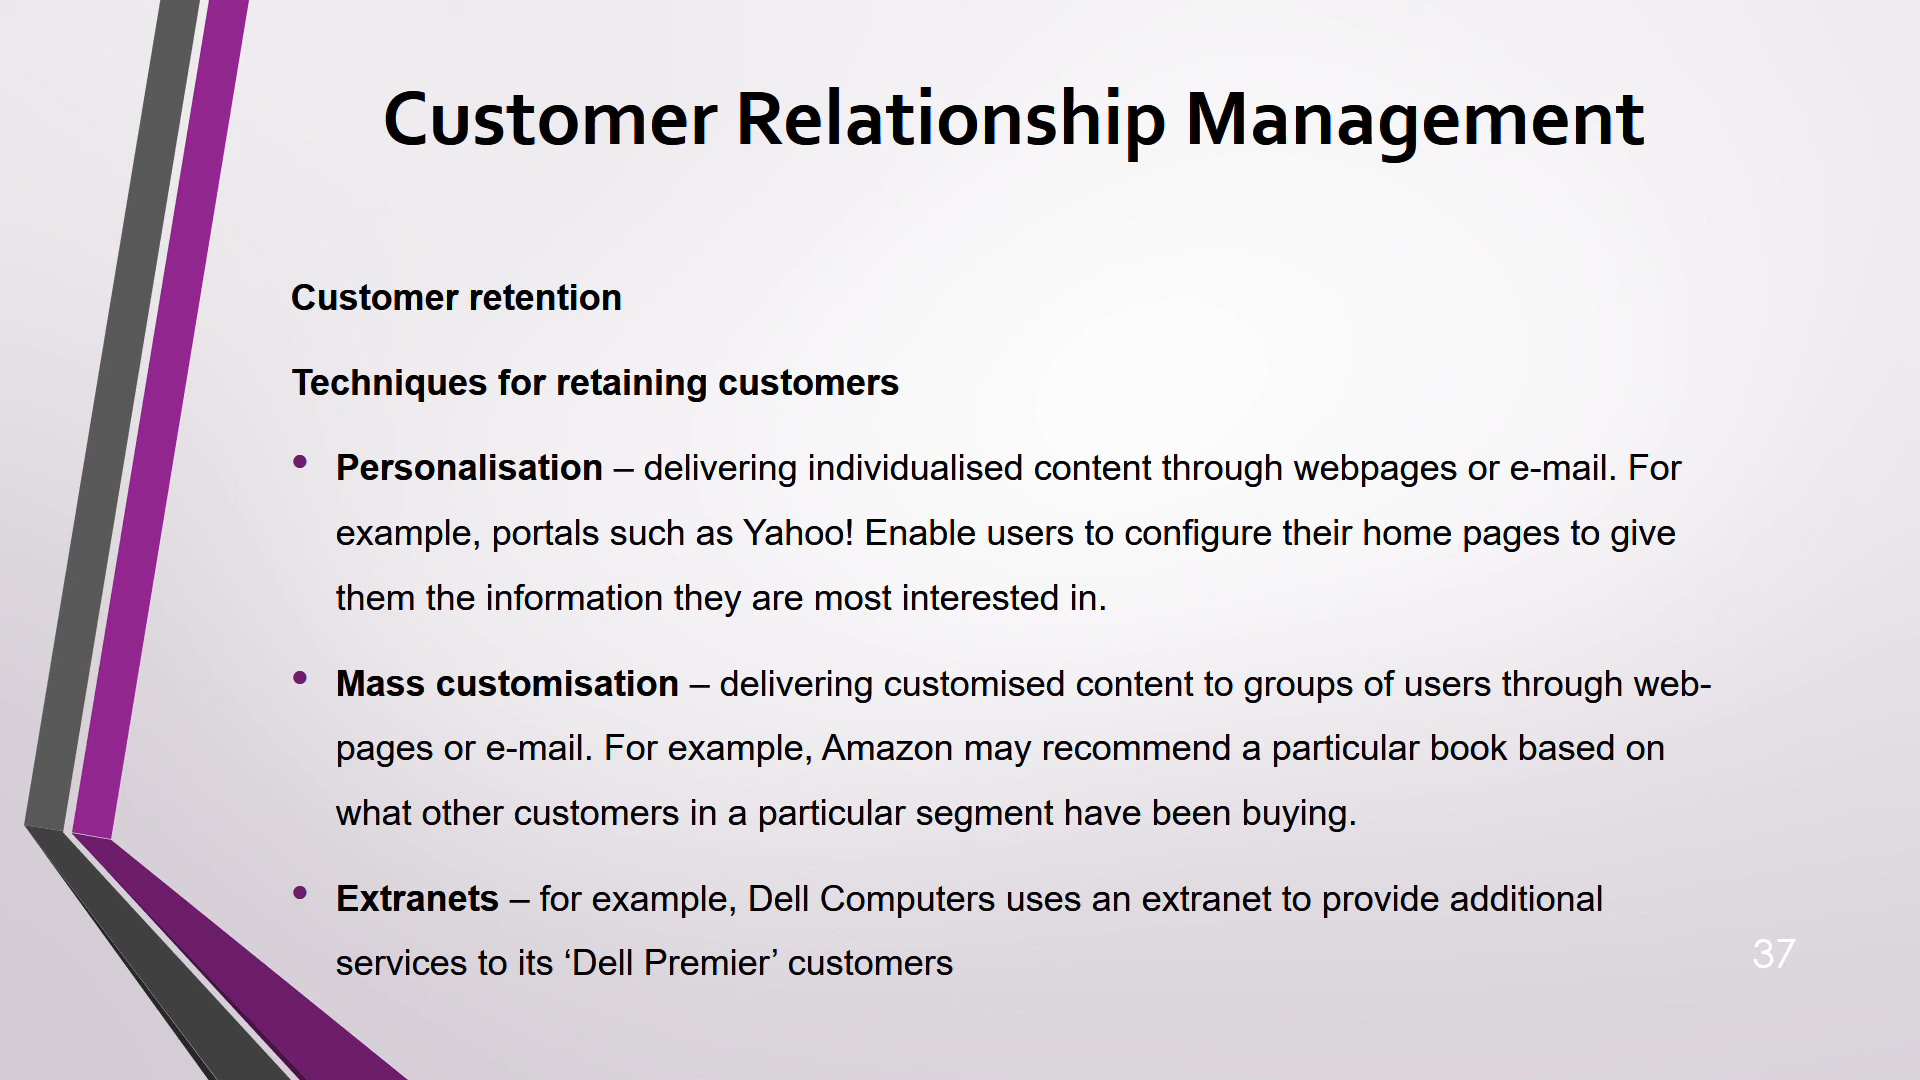 Customer Relationship Management
Customer retention
Techniques for retaining customers
• Personalisation – delivering individualised content through webpages or e-mail. For
example, portals such as Yahoo! Enable users to configure their home pages to give
them the information they are most interested in.
• Mass customisation – delivering customised content to groups of users through web-
pages or e-mail. For example, Amazon may recommend a particular book based on
what other customers in a particular segment have been buying.
• Extranets – for example, Dell Computers uses an extranet to provide additional
services to its ‘Dell Premier’ customers
37